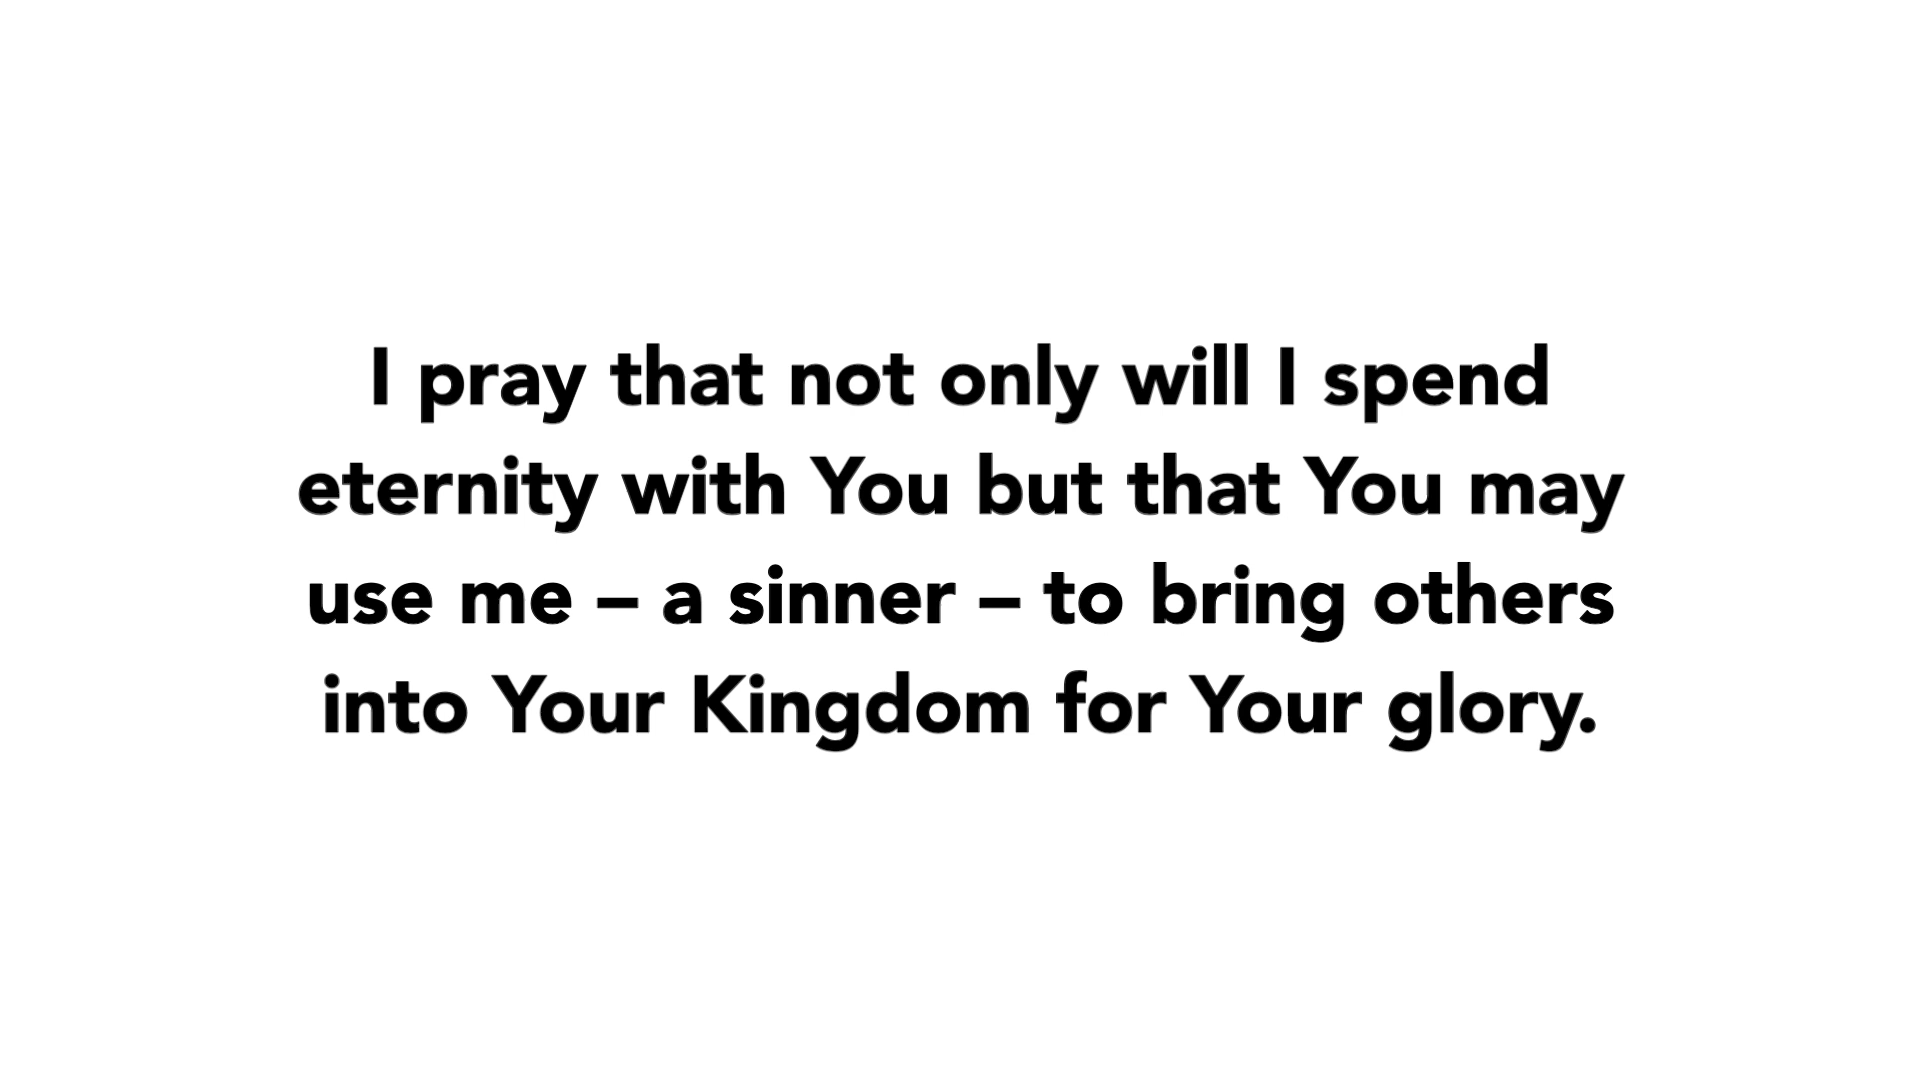 I pray that not only will I spend
eternity with You but that You may
use me – a sinner – to bring others
into Your Kingdom for Your glory.